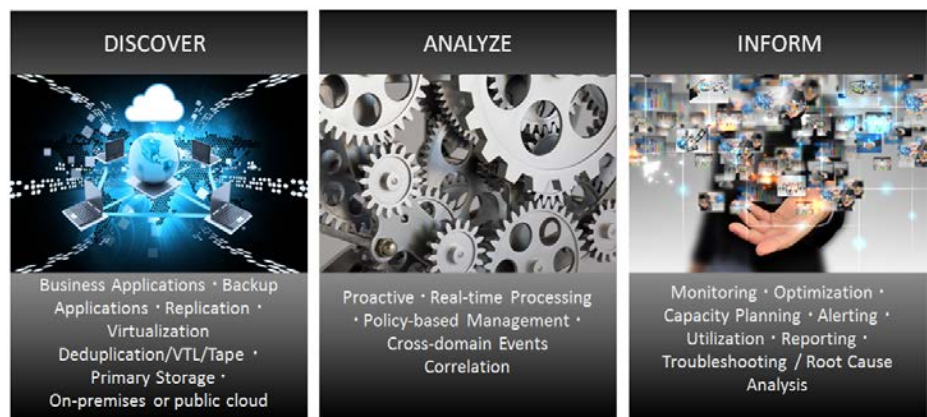 DISCOVER
Business Applications · Backup
Applications · Replication ·
Virtualization
Deduplication/VTL/Tape ·
Primary Storage ·
On-premises or public cloud
ANALYZE
Proactive · Real-time Processing
· Policy-based Management ·
Cross-domain Events
Correlation
INFORM
Monitoring · Optimization ·
Capacity Planning · Alerting ·
Utilization · Reporting ·
Troubleshooting / Root Cause
Analysis